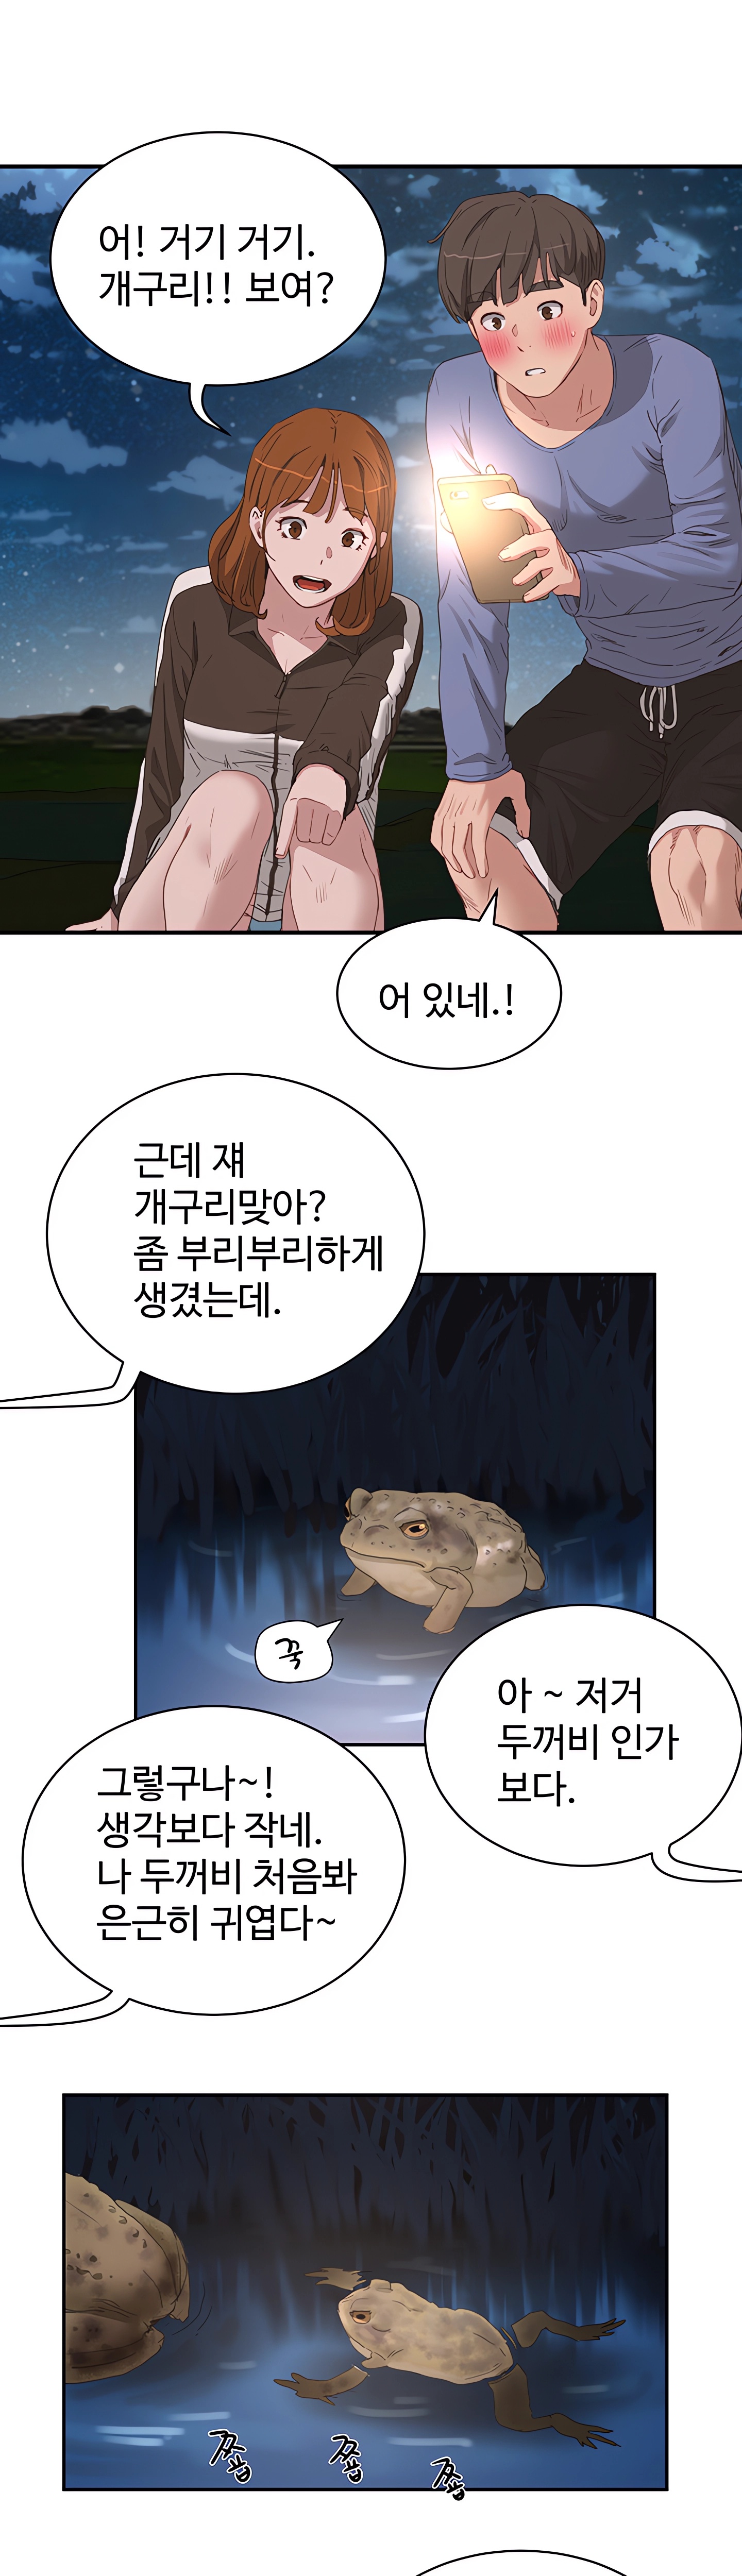 어! 거기 거기.
개구리!! 보여?
어 있네.!
근데 쟤
개구리맞아?
좀 부리부리하게
생겼는데.
꾹
아 ~ 저거
두꺼비 인가
보다.
그렇구나~!
생각보다 작네.
나 두꺼비 처음봐
은근히 귀엽다~